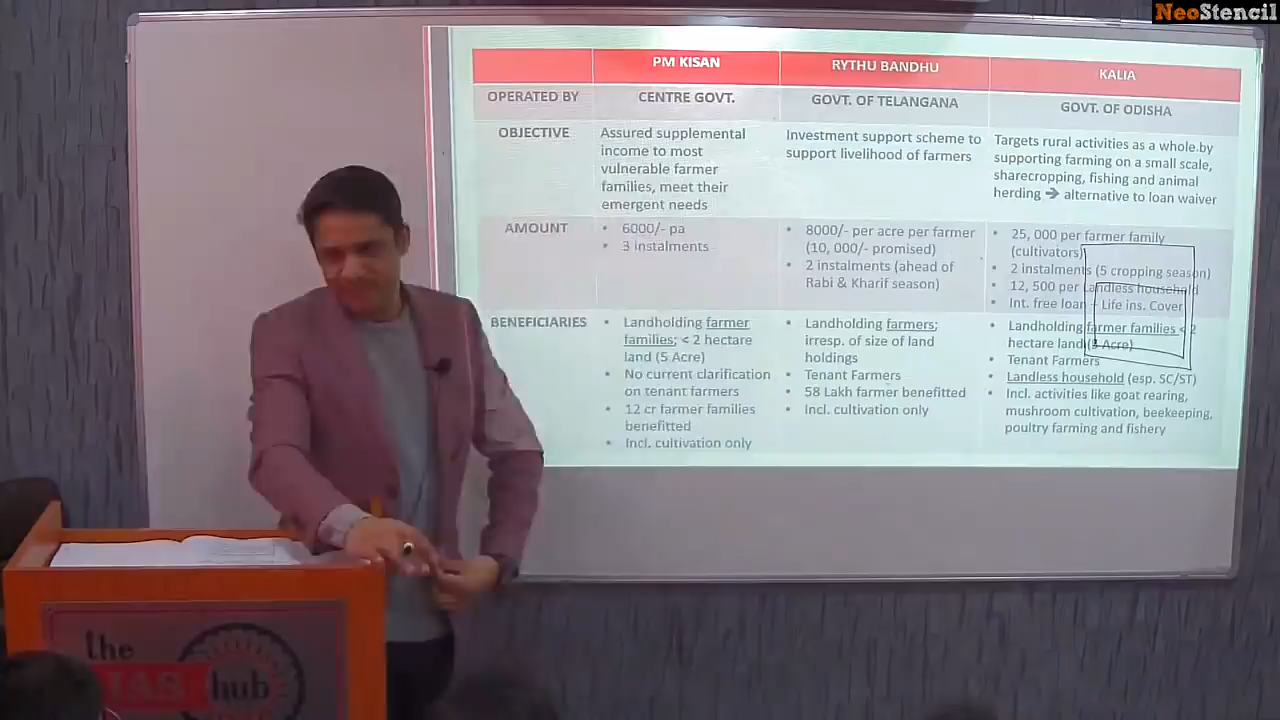 NeoStencil
PM KISAN
RYTHU BANDHU
KALIA
OPERATED BY
CENTRE GOVT.
GOVT. OF TELANGANA
GOVT. OF ODISHA
OBJECTIVE
Assured supplemental
income to most
vulnerable farmer
families, meet their
emergent needs
Investment support scheme to
support livelihood of farmers
Targets rural activities as a whole by
supporting farming on a small scale,
sharecropping, fishing and animal
herding ➔ alternative to loan waiver
AMOUNT
• 6000/- pa
• 3 instalments
• 8000/- per acre per farmer
(10, 000/- promised)
• 2 instalments (ahead of
Rabi & Kharif season)
• 25, 000 per farmer family
(cultivators)
• 2 instalments (5 cropping season)
• 12, 500 per Landless household
• Int. free loan + Life ins. Cover
BENEFICIARIES
• Landholding farmer
families; < 2 hectare
land (5 Acre)
• No current clarification
on tenant farmers
• 12 cr farmer families
benefitted
• Incl. cultivation only
• Landholding farmers;
irresp. of size of land
holdings
• Tenant Farmers
• 58 Lakh farmer benefitted
• Incl. cultivation only
• Landholding farmer families < 2
hectare land (5 Acre)
• Tenant Farmers
• Landless household (esp. SC/ST)
• Incl. activities like goat rearing,
mushroom cultivation, beekeeping,
poultry farming and fishery
the
IAS hub